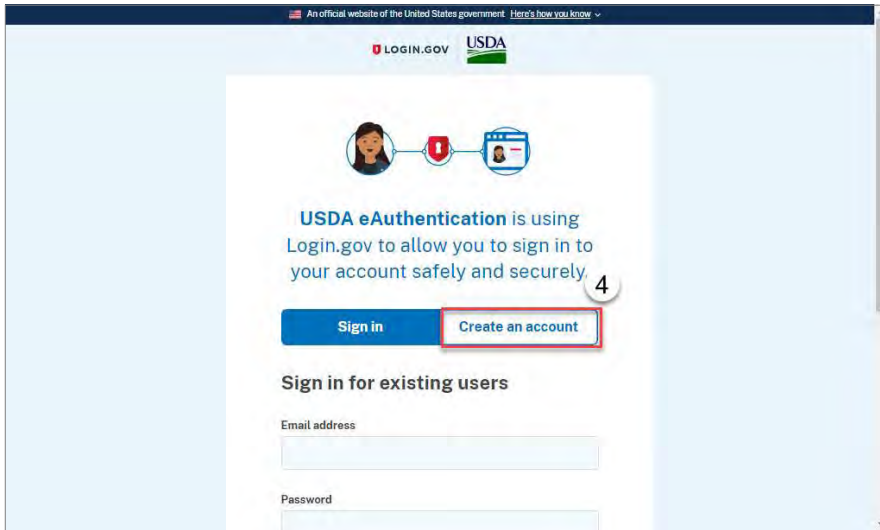 An official website of the United States government Here's how you know
LOGIN.GOV USDA
USDA eAuthentication is using
Login.gov to allow you to sign in to
your account safely and securely.
4
Sign in Create an account
Sign in for existing users
Email address
Password